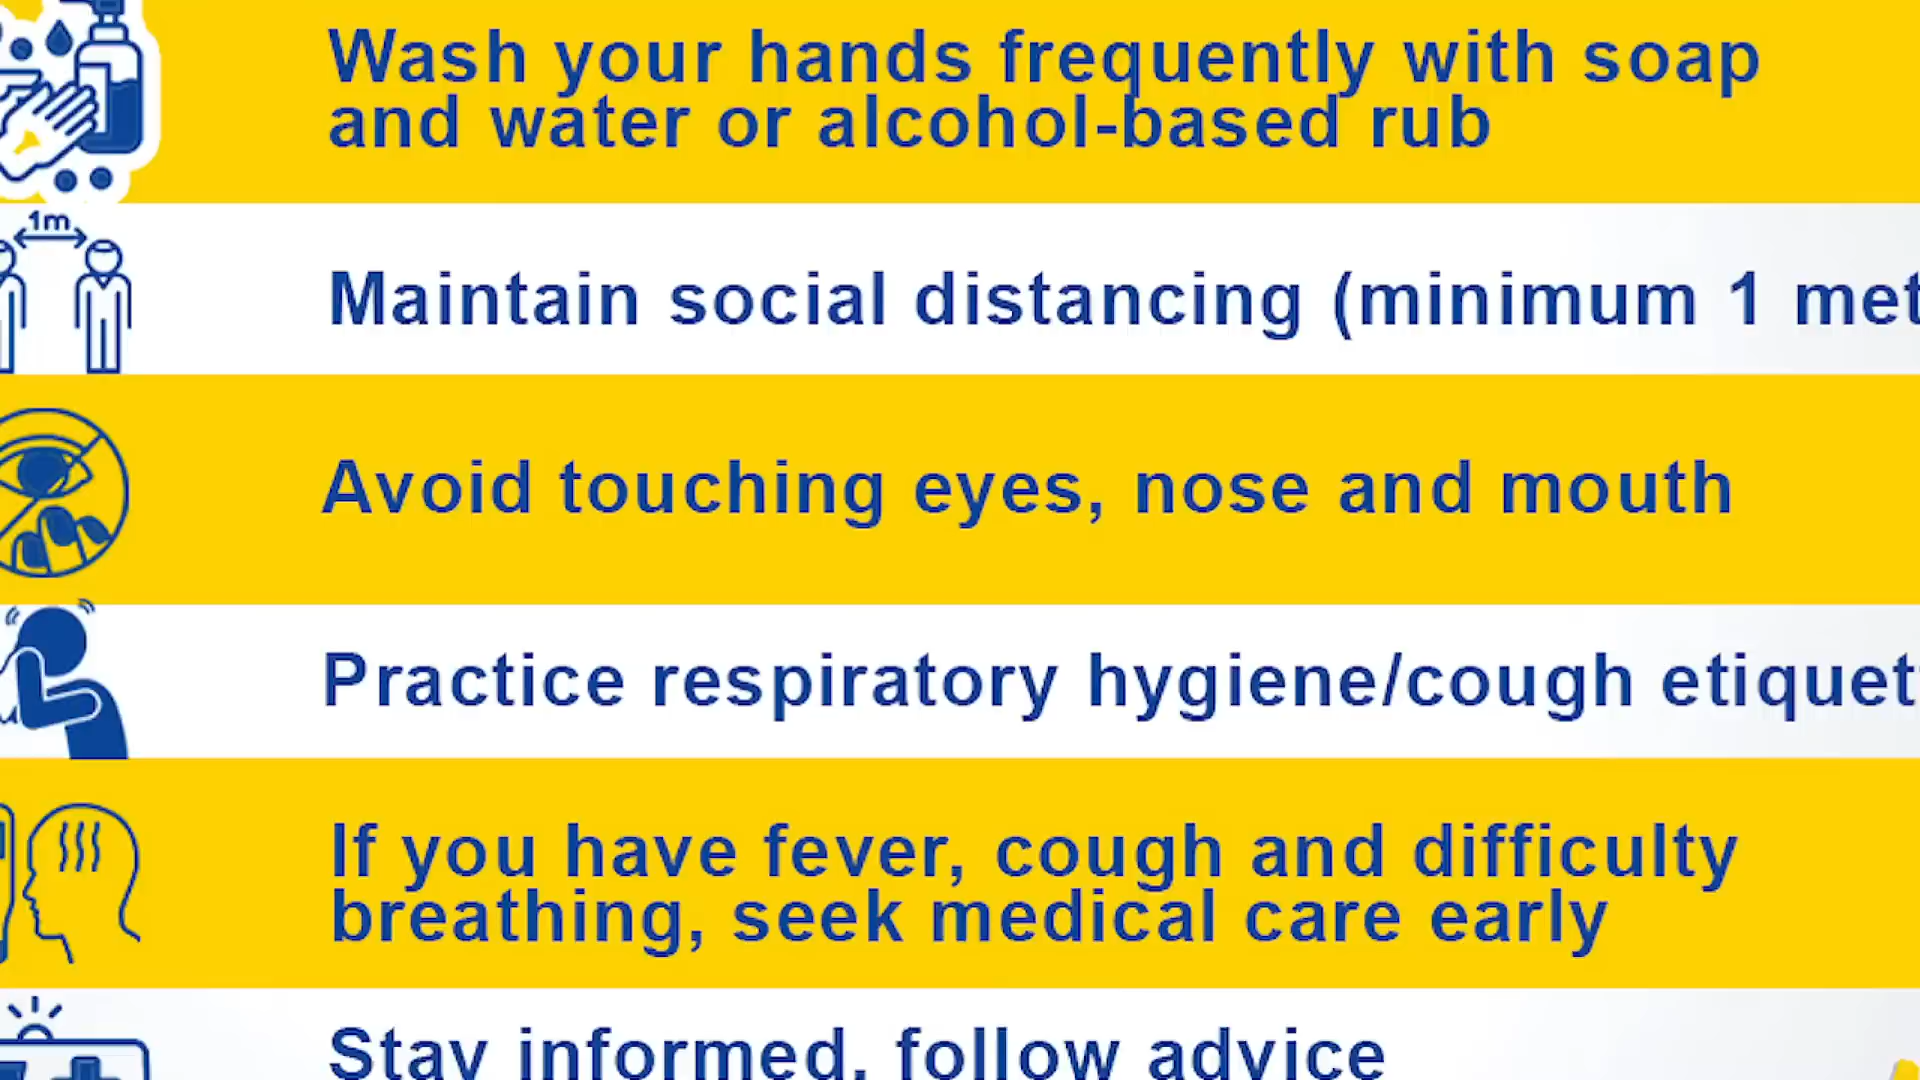 Wash your hands frequently with soap
and water or alcohol-based rub
1m
Maintain social distancing (minimum 1
Avoid touching eyes, nose and mouth
Practice respiratory hygiene/cough
If you have fever, cough and difficulty
breathing, seek medical care early
Stay informed, follow advice